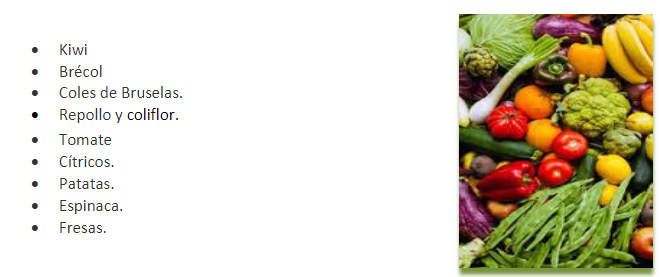 • Kiwi
• Brécol
• Coles de Bruselas.
• Repollo y coliflor.
• Tomate
• Cítricos.
• Patatas.
• Espinaca.
• Fresas.